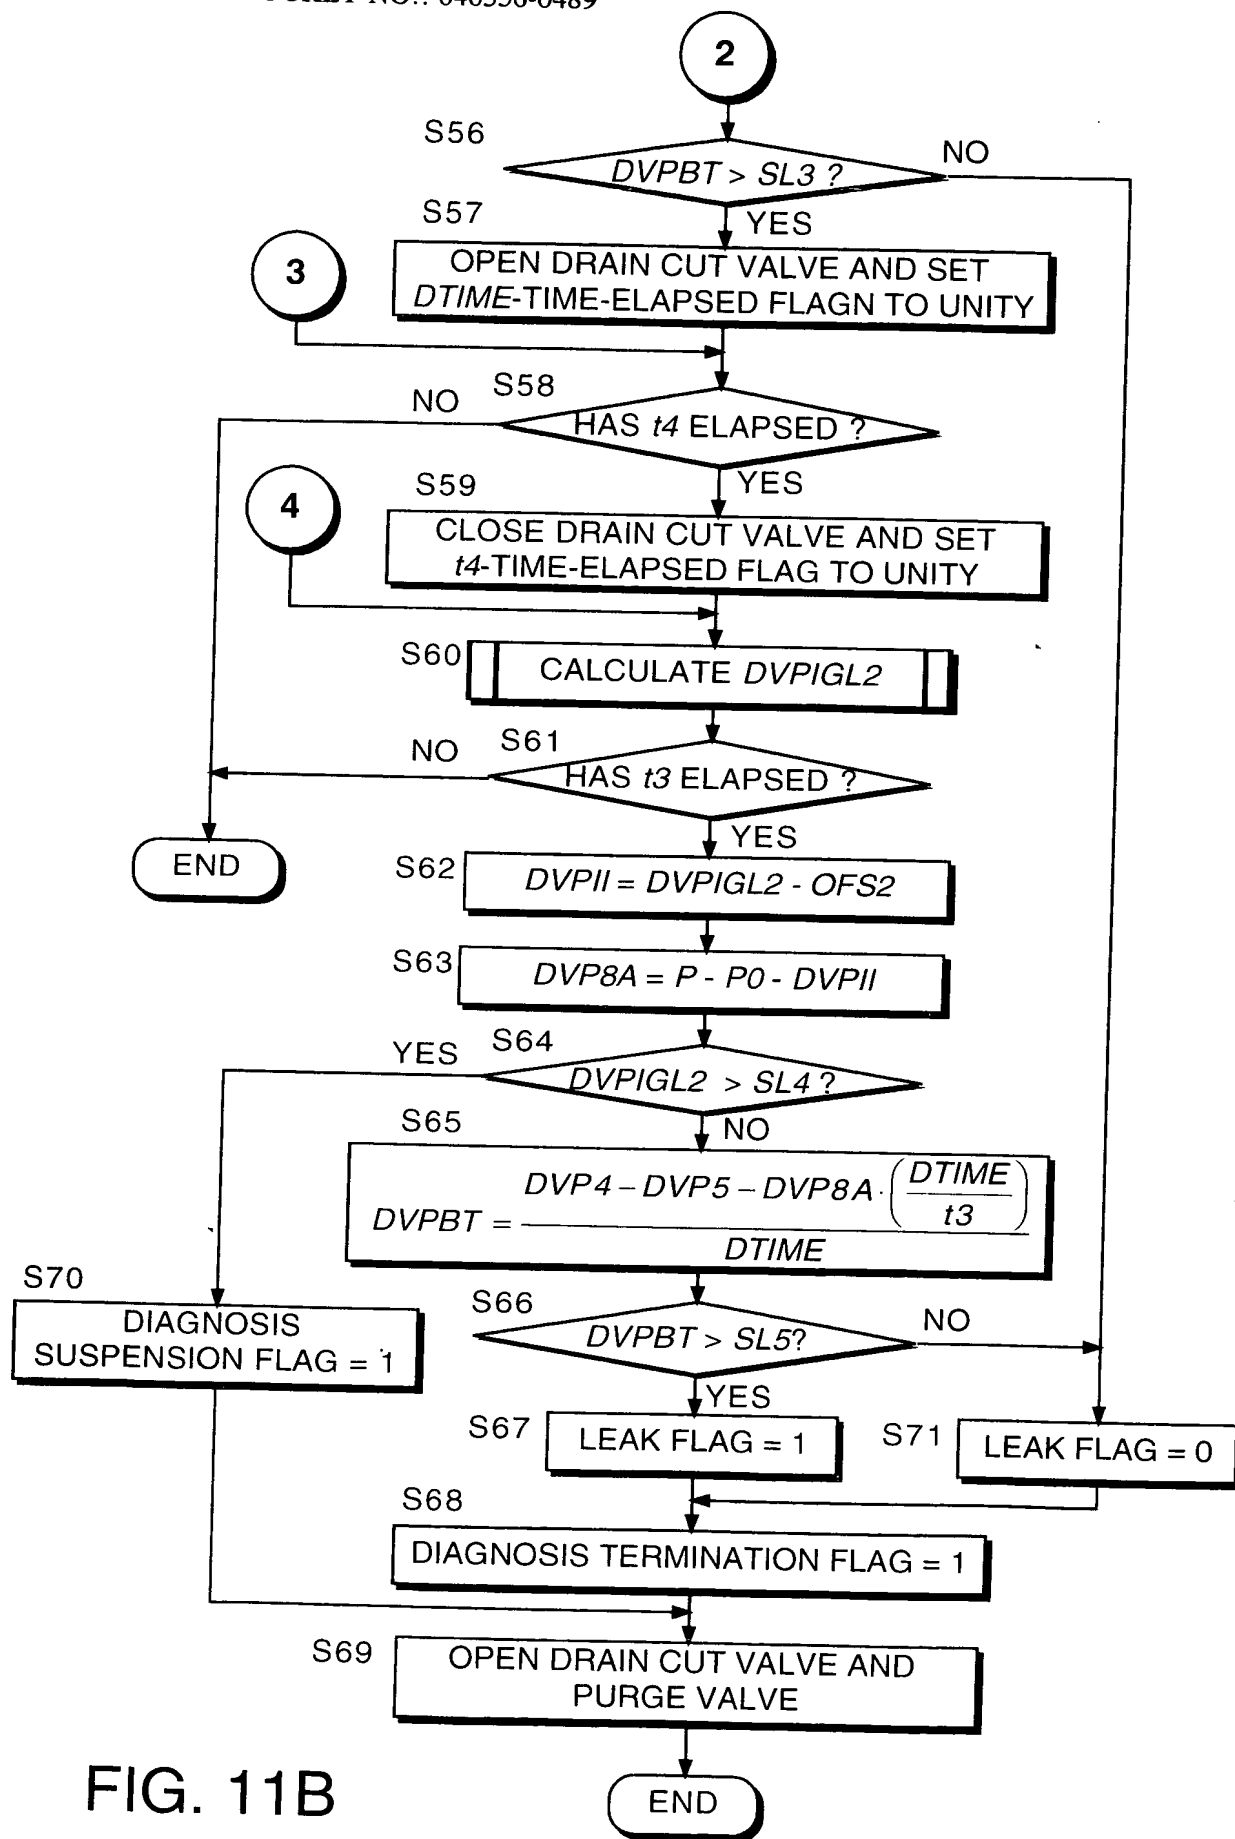 NO.: 040356-0489
2
S56
DVPBT > SL3 ?
NO
YES
S57
OPEN DRAIN CUT VALVE AND SET
DTIME-TIME-ELAPSED FLAGN TO UNITY
3
S58
NO
HAS t4 ELAPSED ?
YES
S59
4
CLOSE DRAIN CUT VALVE AND SET
t4-TIME-ELAPSED FLAG TO UNITY
S60
CALCULATE DVPIGL2
S61
NO
HAS t3 ELAPSED ?
YES
END
S62
DVPII = DVPIGL2 - OFS2
S63
DVP8A = P - P0 - DVPII
S64
YES
DVPIGL2 > SL4 ?
NO
S65
DVPBT = DVP4 – DVP5 – DVP8A · (DTIME / t3) / DTIME
S70
DIAGNOSIS
SUSPENSION FLAG = 1
S66
DVPBT > SL5?
NO
YES
S67
LEAK FLAG = 1
S71
LEAK FLAG = 0
S68
DIAGNOSIS TERMINATION FLAG = 1
S69
OPEN DRAIN CUT VALVE AND
PURGE VALVE
END
FIG. 11B